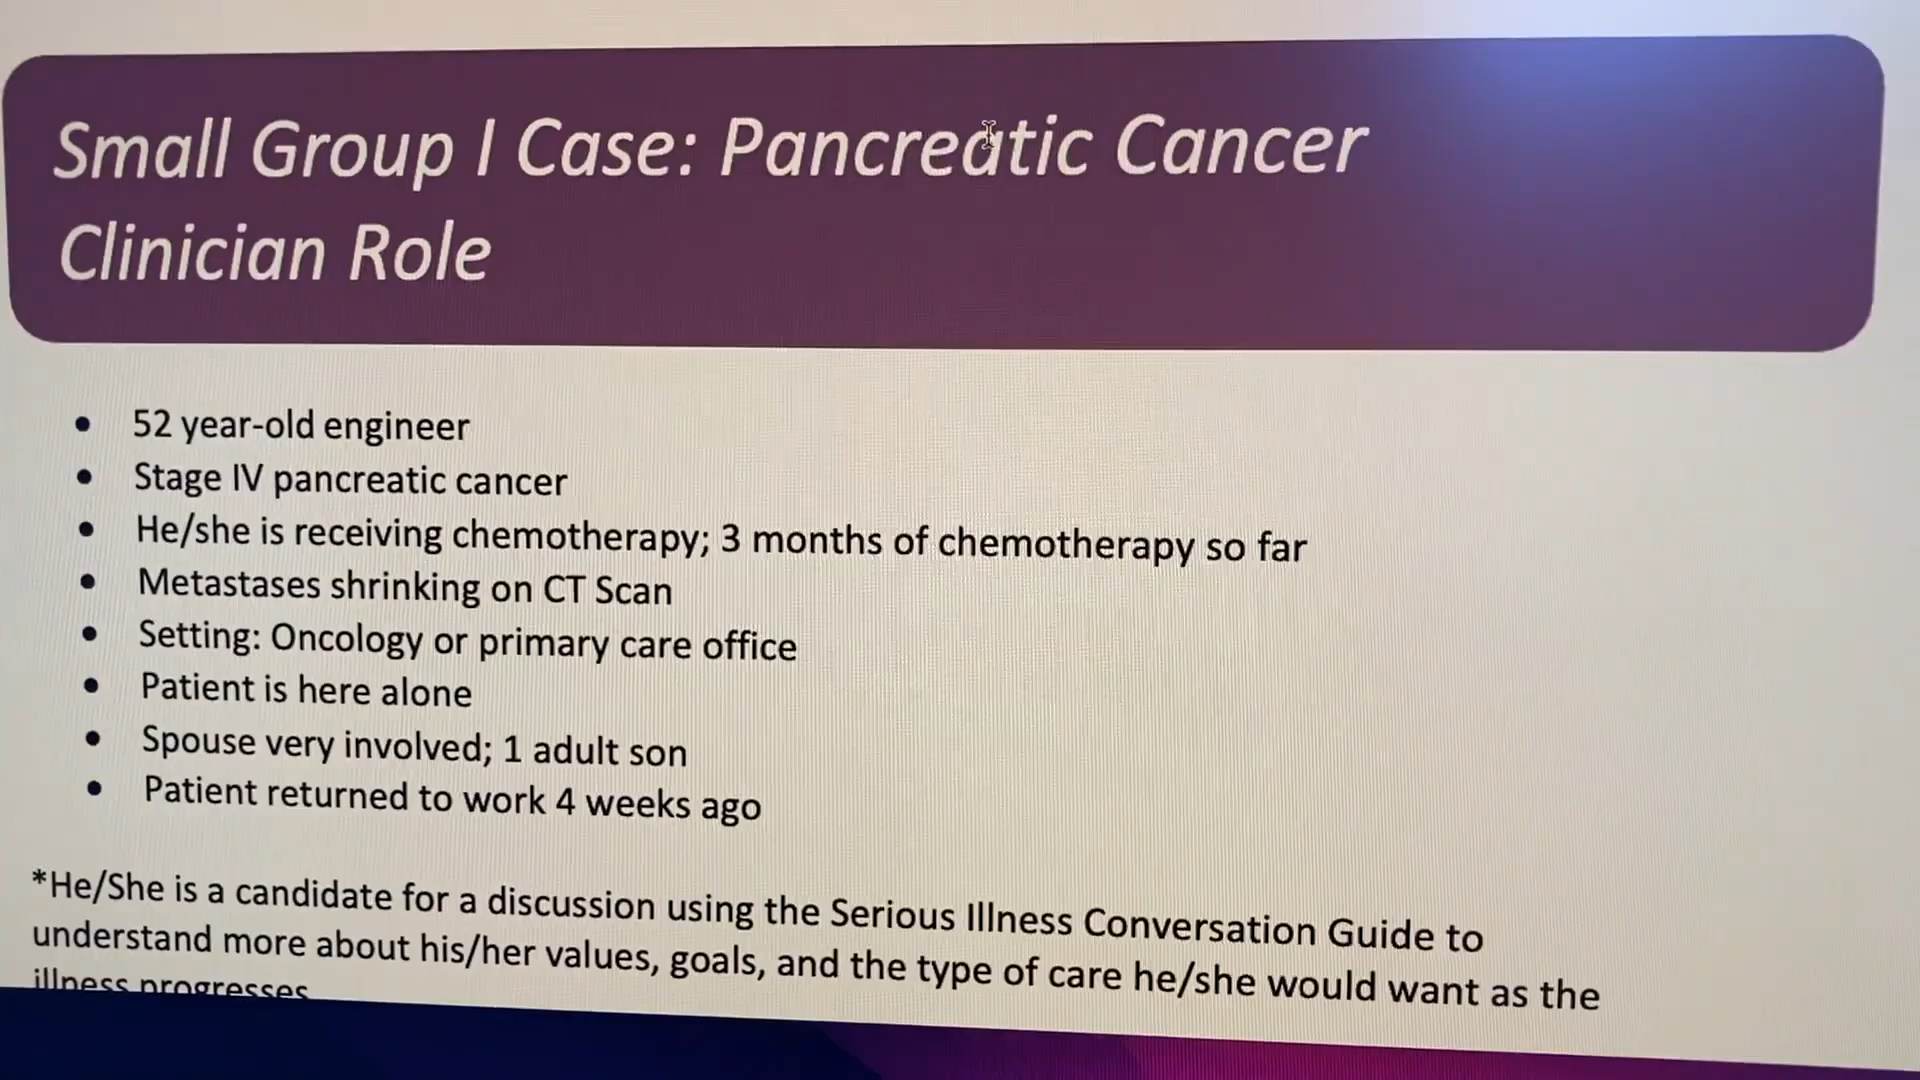 Small Group I Case: Pancreatic Cancer
Clinician Role
• 52 year-old engineer
• Stage IV pancreatic cancer
• He/she is receiving chemotherapy; 3 months of chemotherapy so far
• Metastases shrinking on CT Scan
• Setting: Oncology or primary care office
• Patient is here alone
• Spouse very involved; 1 adult son
• Patient returned to work 4 weeks ago
*He/She is a candidate for a discussion using the Serious Illness Conversation Guide to
understand more about his/her values, goals, and the type of care he/she would want as the
illness progresses